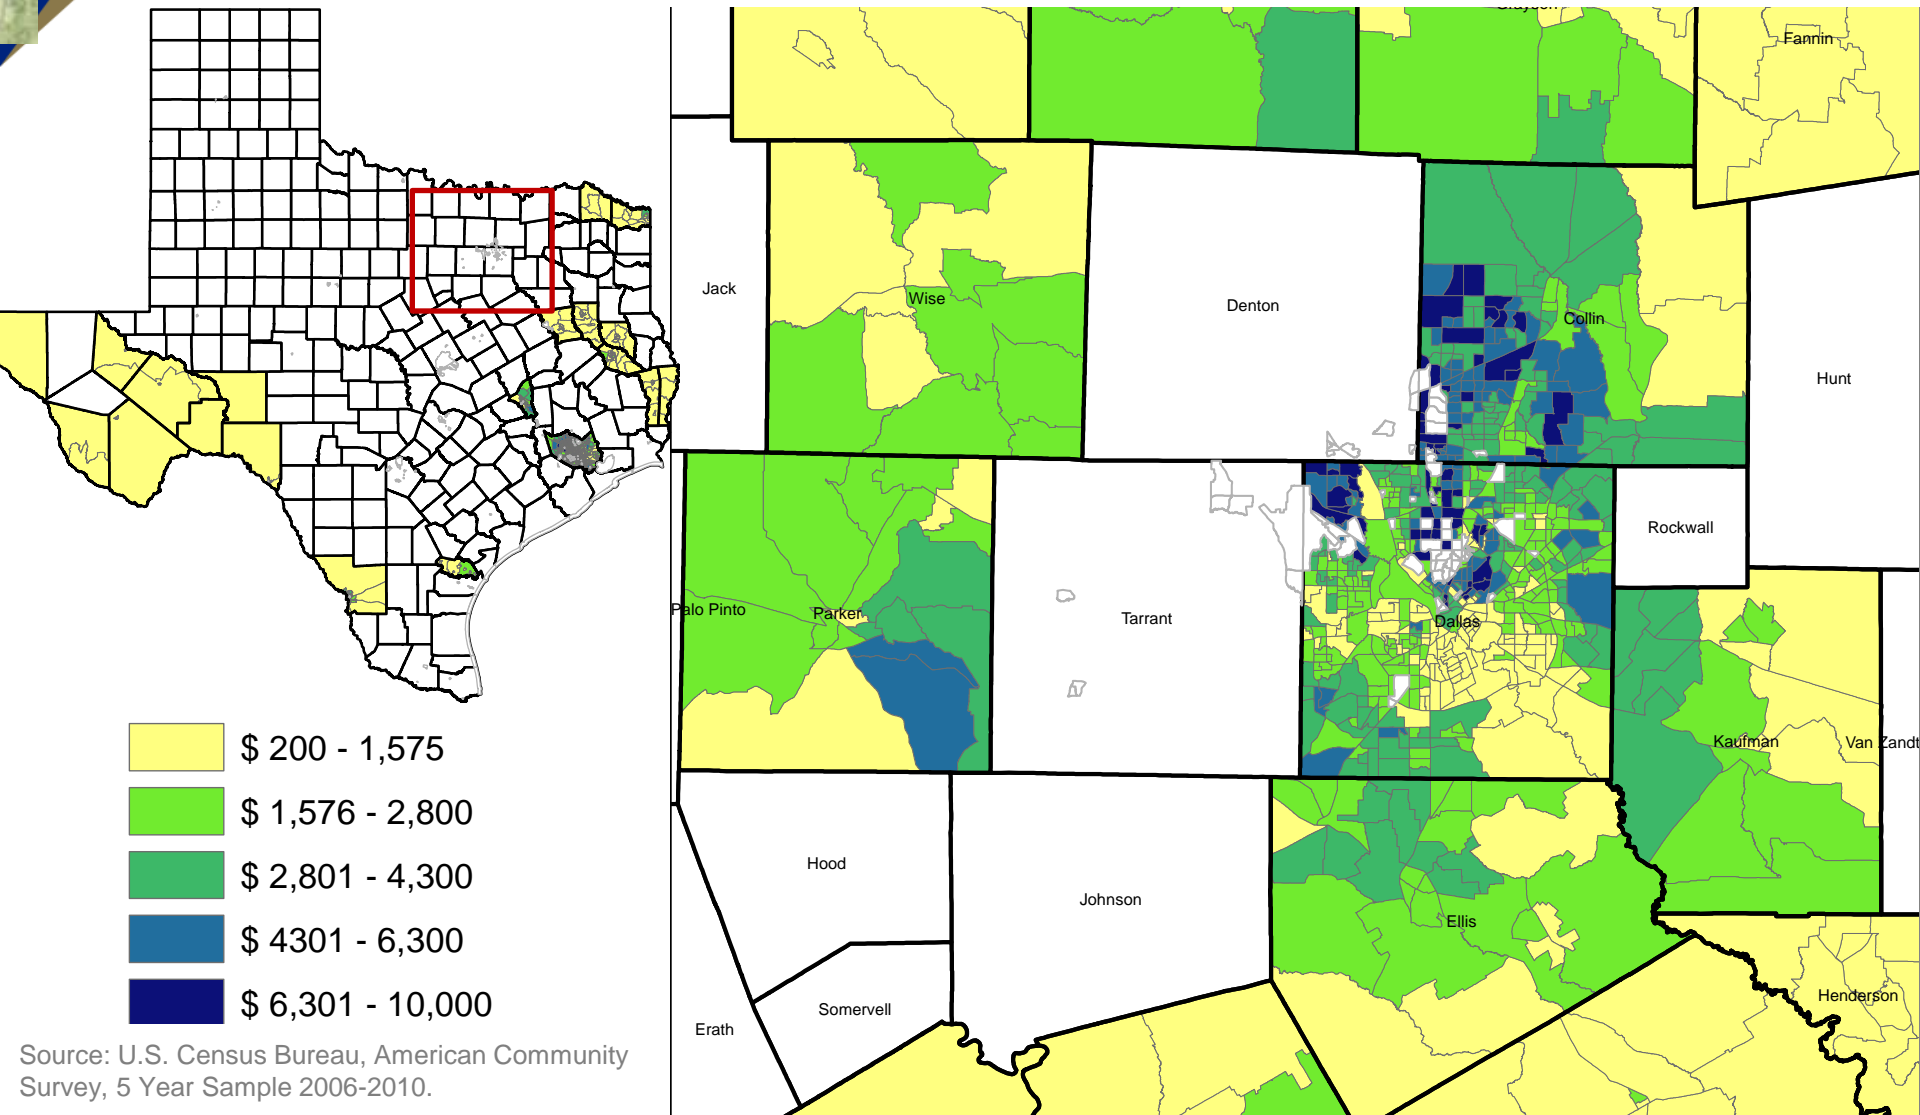 Grayson
Fannin
Jack
Wise
Denton
Collin
Hunt
Rockwall
Palo Pinto
Parker
Tarrant
Dallas
Kaufman
Van Zandt
Hood
Johnson
Ellis
Somervell
Erath
Henderson
$ 200 - 1,575
$ 1,576 - 2,800
$ 2,801 - 4,300
$ 4301 - 6,300
$ 6,301 - 10,000
Source: U.S. Census Bureau, American Community
Survey, 5 Year Sample 2006-2010.